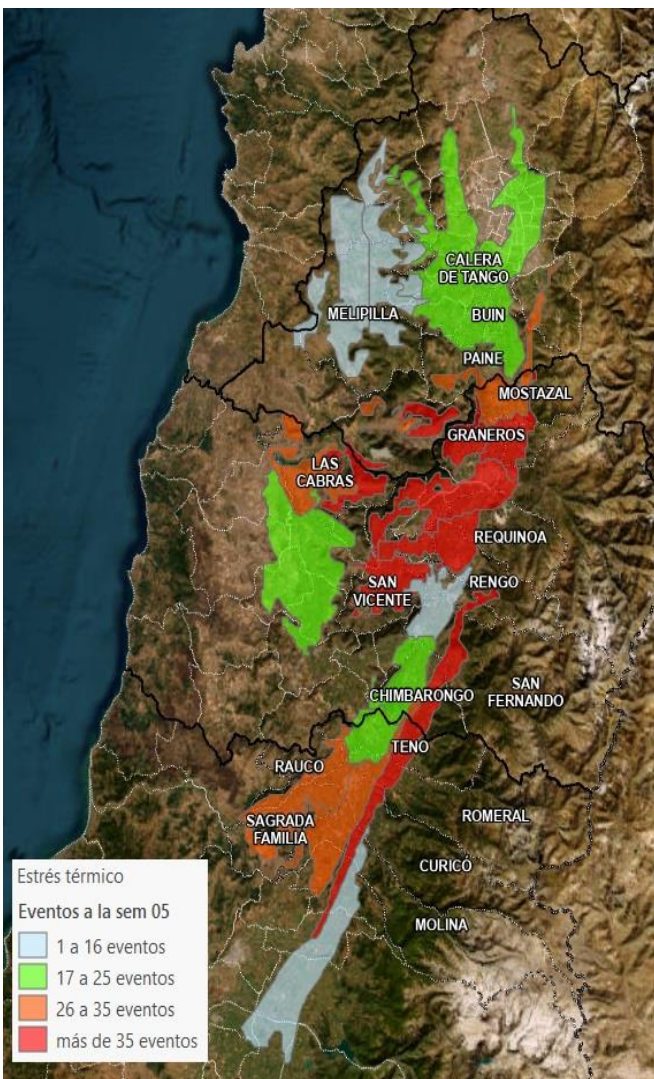 CALERA
DE TANGO
MELIPILLA
BUIN
PAINE
MOSTAZAL
GRANEROS
LAS
CABRAS
REQUINOA
SAN
VICENTE
RENGO
CHIMBARONGO
SAN
FERNANDO
TENO
RAUCO
SAGRADA
FAMILIA
ROMERAL
CURICÓ
MOLINA
Estrés térmico
Eventos a la sem 05
1 a 16 eventos
17 a 25 eventos
26 a 35 eventos
más de 35 eventos